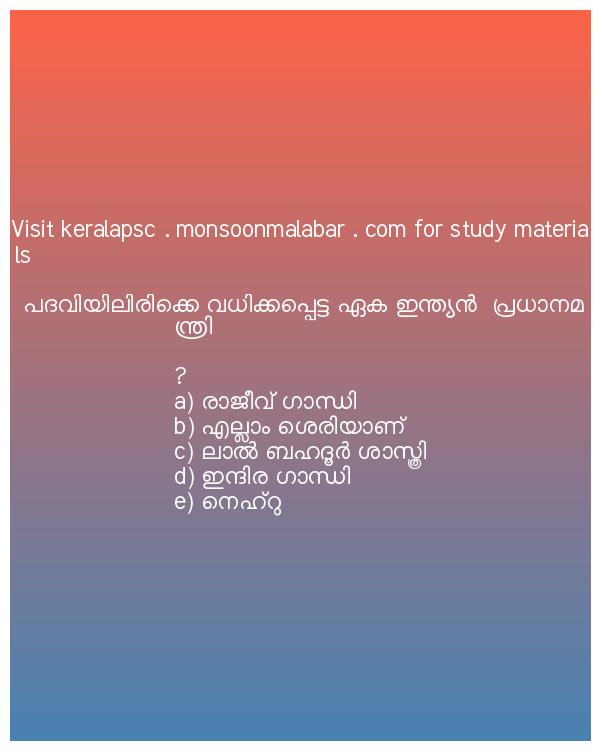 Visit keralapsc . monsoonmalabar . com for study materia
ls
പദവിയിലിരിക്കെ വധിക്കപ്പെട്ട ഏക ഇന്ത്യൻ പ്രധാനമ
ന്ത്രി
?
a) രാജീവ് ഗാന്ധി
b) എല്ലാം ശെരിയാണ്
c) ലാൽ ബഹദൂർ ശാസ്ത്രി
d) ഇന്ദിര ഗാന്ധി
e) നെഹ്റു